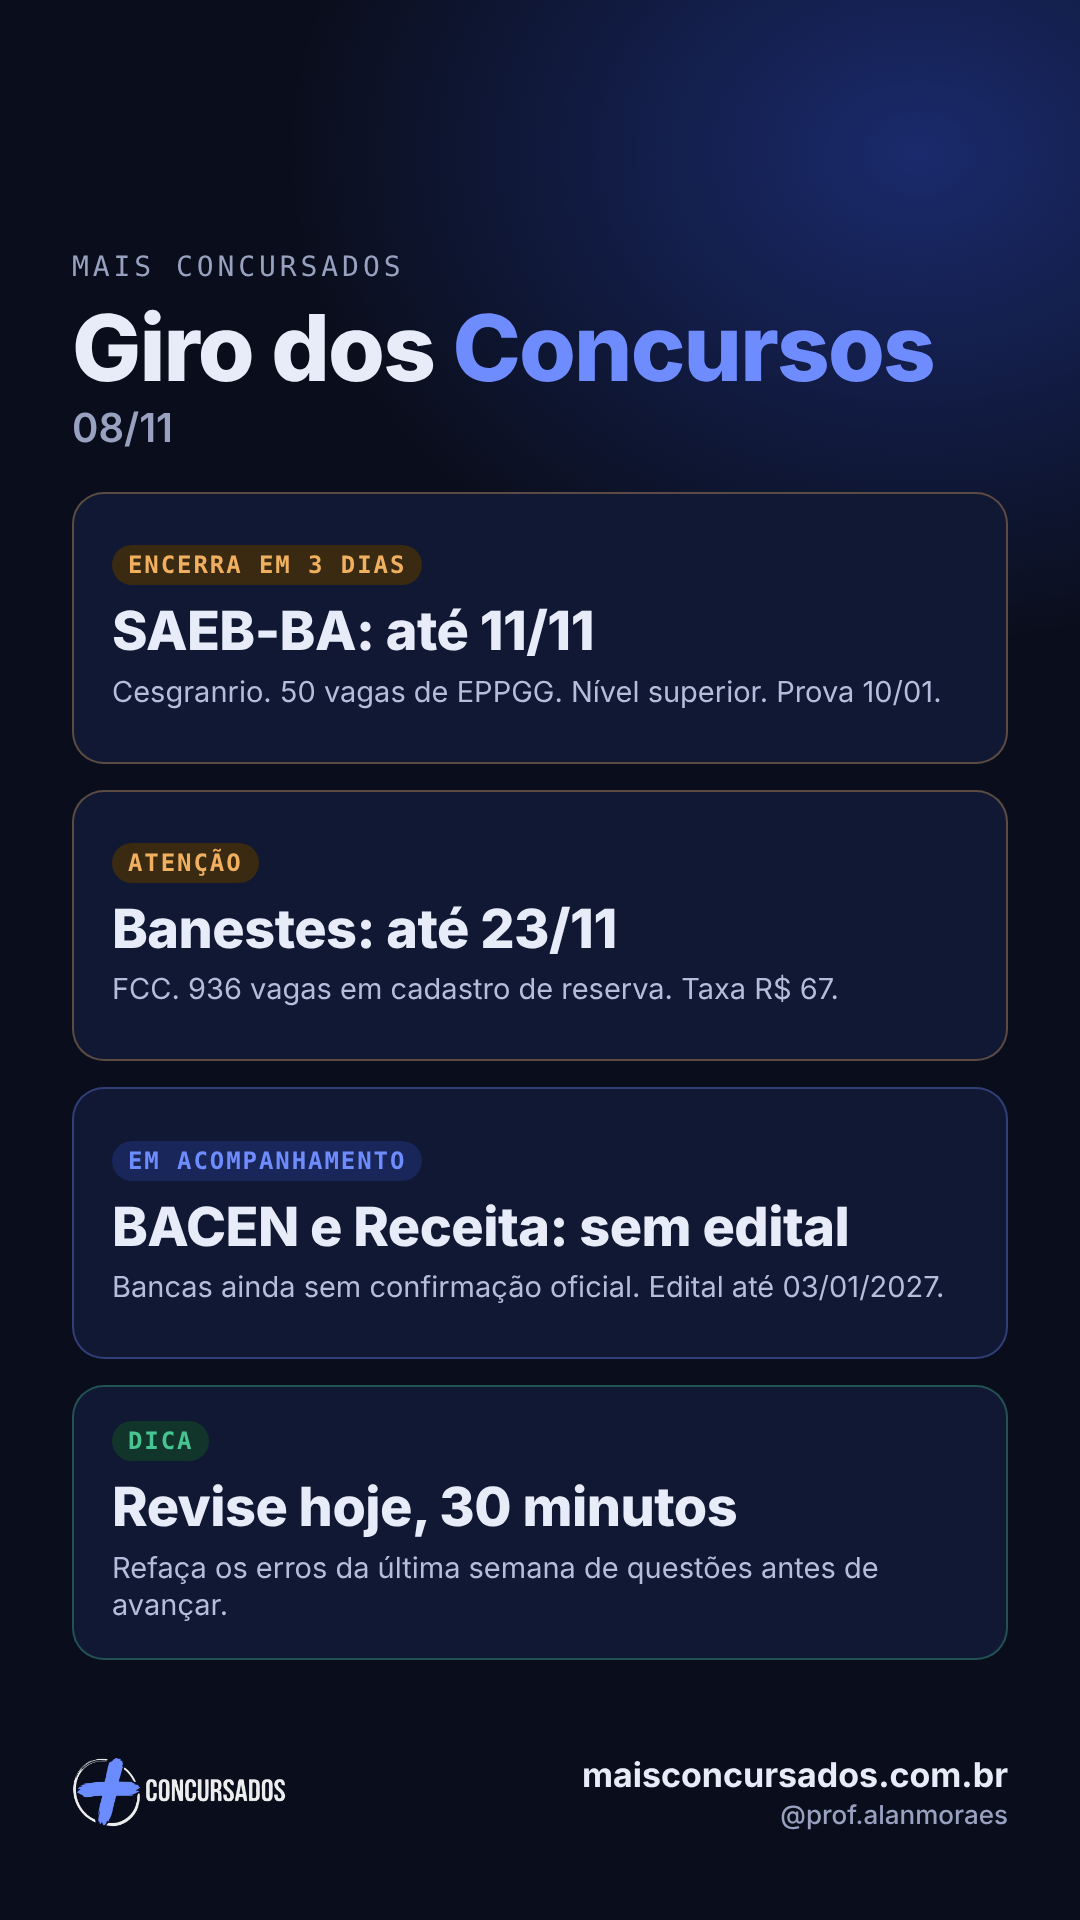 MAIS CONCURSADOS
Giro dos Concursos
08/11
ENCERRA EM 3 DIAS
SAEB-BA: até 11/11
Cesgranrio. 50 vagas de EPPGG. Nível superior. Prova 10/01.
ATENÇÃO
Banestes: até 23/11
FCC. 936 vagas em cadastro de reserva. Taxa R$ 67.
EM ACOMPANHAMENTO
BACEN e Receita: sem edital
Bancas ainda sem confirmação oficial. Edital até 03/01/2027.
DICA
Revise hoje, 30 minutos
Refaça os erros da última semana de questões antes de
avançar.
CONCURSADOS
maisconcursados.com.br
@prof.alanmoraes